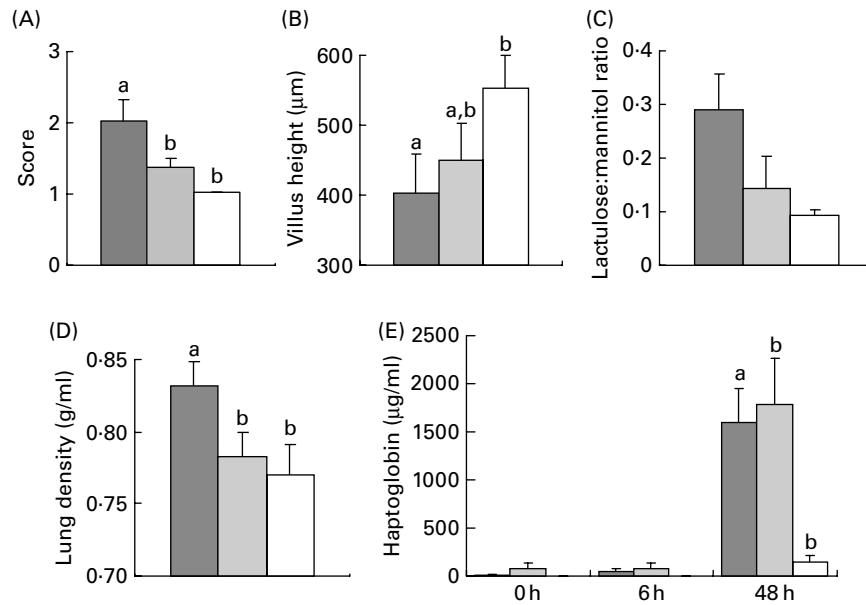 (A)
Score
3
2
1
0
a
b
b
(B)
Villus height (μm)
600
500
400
300
a
a,b
b
(C)
Lactulose:mannitol ratio
0·4
0·3
0·2
0·1
0
(D)
Lung density (g/ml)
0·85
0·80
0·75
0·70
a
b
b
(E)
Haptoglobin (μg/ml)
2500
2000
1500
1000
500
0
a
b
b
0 h
6 h
48 h